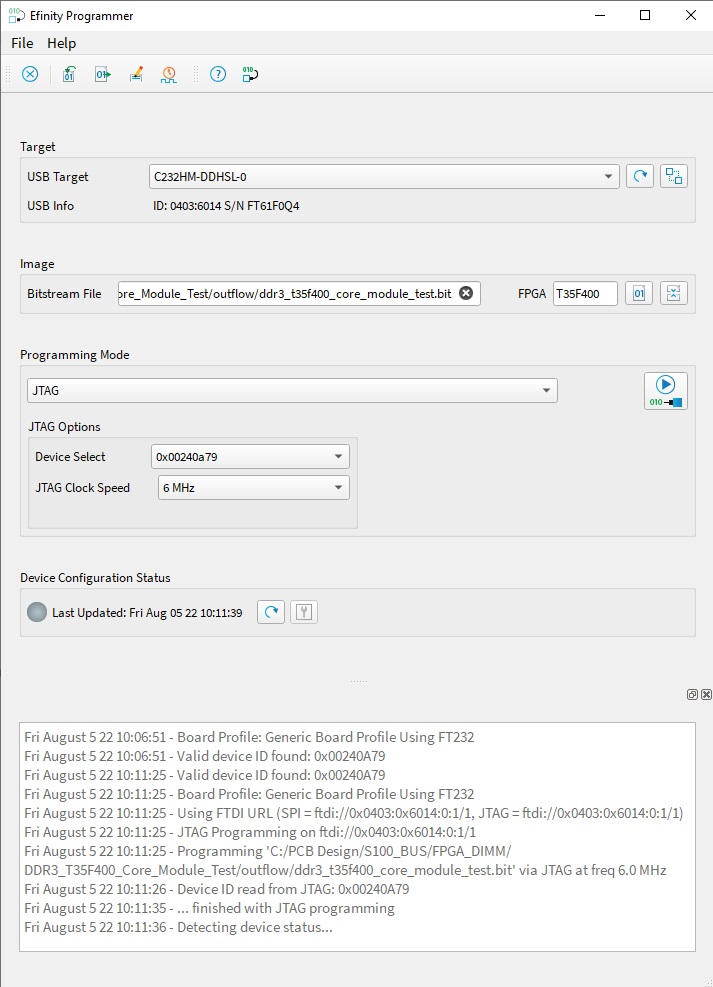 Efinity Programmer
File Help
Target
USB Target C232HM-DDHSL-0
USB Info ID: 0403:6014 S/N FT61F0Q4
Image
Bitstream File ore_Module_Test/outflow/ddr3_t35f400_core_module_test.bit FPGA T35F400
Programming Mode
JTAG
JTAG Options
Device Select 0x00240a79
JTAG Clock Speed 6 MHz
Device Configuration Status
Last Updated: Fri Aug 05 22 10:11:39
Fri August 5 22 10:06:51 - Board Profile: Generic Board Profile Using FT232
Fri August 5 22 10:06:51 - Valid device ID found: 0x00240A79
Fri August 5 22 10:11:25 - Valid device ID found: 0x00240A79
Fri August 5 22 10:11:25 - Board Profile: Generic Board Profile Using FT232
Fri August 5 22 10:11:25 - Using FTDI URL (SPI = ftdi://0x0403:0x6014:0:1/1, JTAG = ftdi://0x0403:0x6014:0:1/1)
Fri August 5 22 10:11:25 - JTAG Programming on ftdi://0x0403:0x6014:0:1/1
Fri August 5 22 10:11:25 - Programming 'C:/PCB Design/S100_BUS/FPGA_DIMM/
DDR3_T35F400_Core_Module_Test/outflow/ddr3_t35f400_core_module_test.bit' via JTAG at freq 6.0 MHz
Fri August 5 22 10:11:26 - Device ID read from JTAG: 0x00240A79
Fri August 5 22 10:11:35 - ... finished with JTAG programming
Fri August 5 22 10:11:36 - Detecting device status...